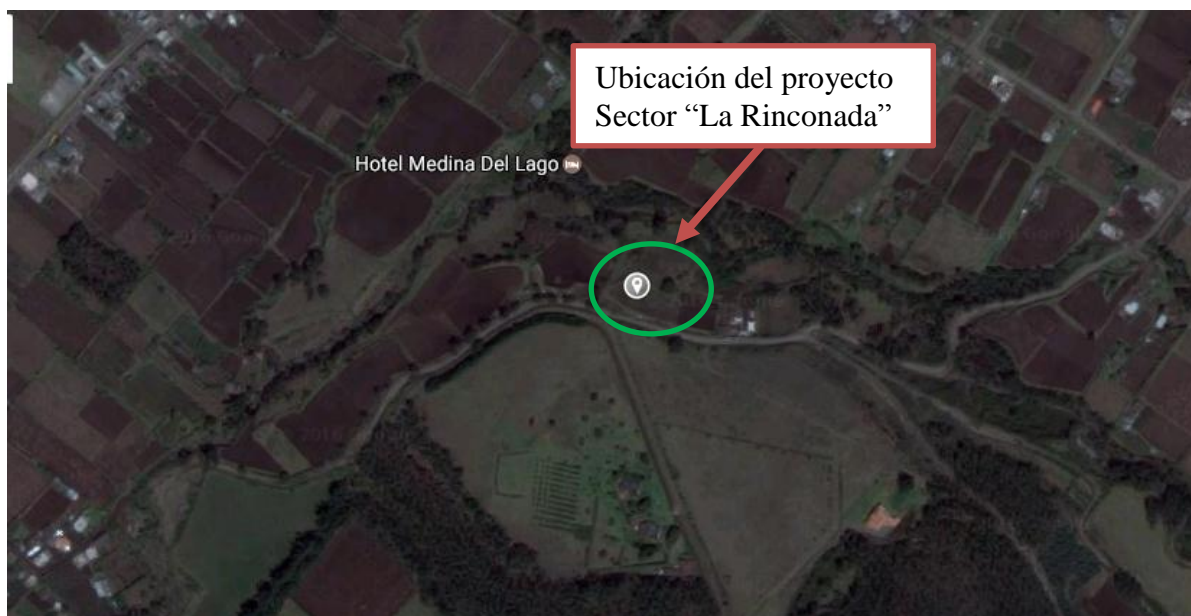 Ubicación del proyecto
Sector “La Rinconada”
Hotel Medina Del Lago